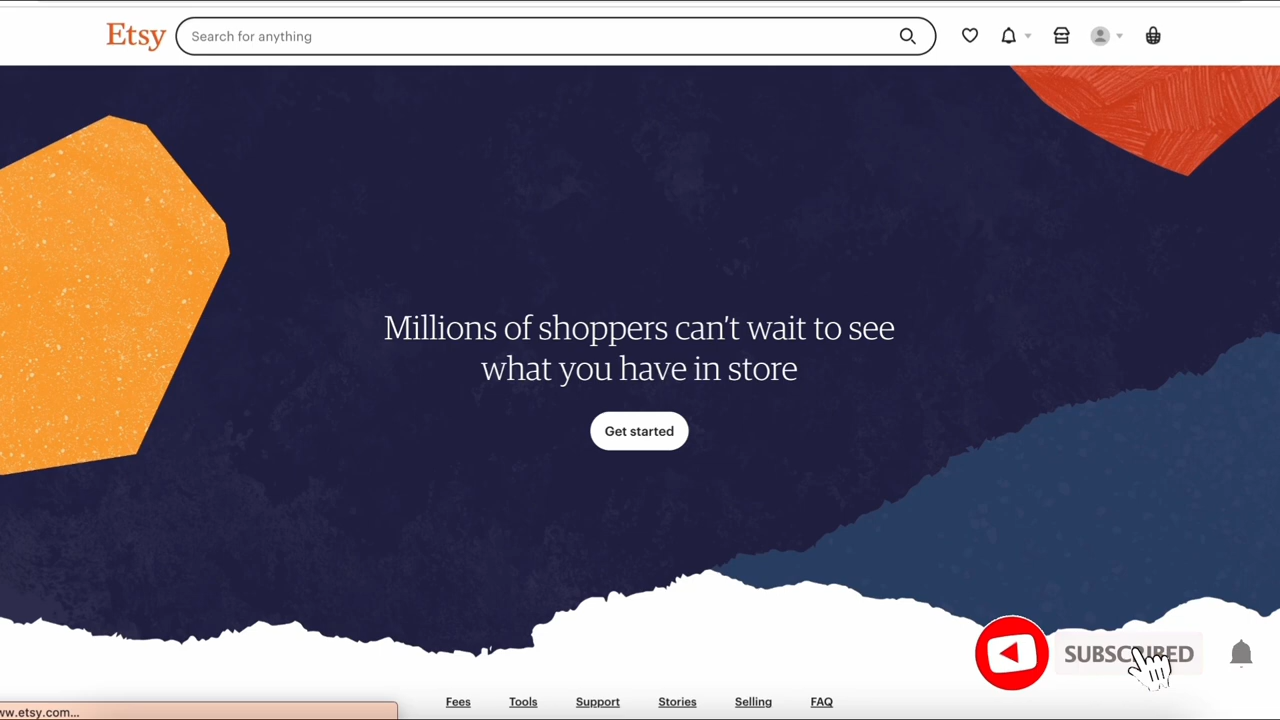 Etsy
Search for anything
Millions of shoppers can't wait to see
what you have in store
Get started
SUBSCRIBED
Fees Tools Support Stories Selling FAQ
ww.etsy.com...